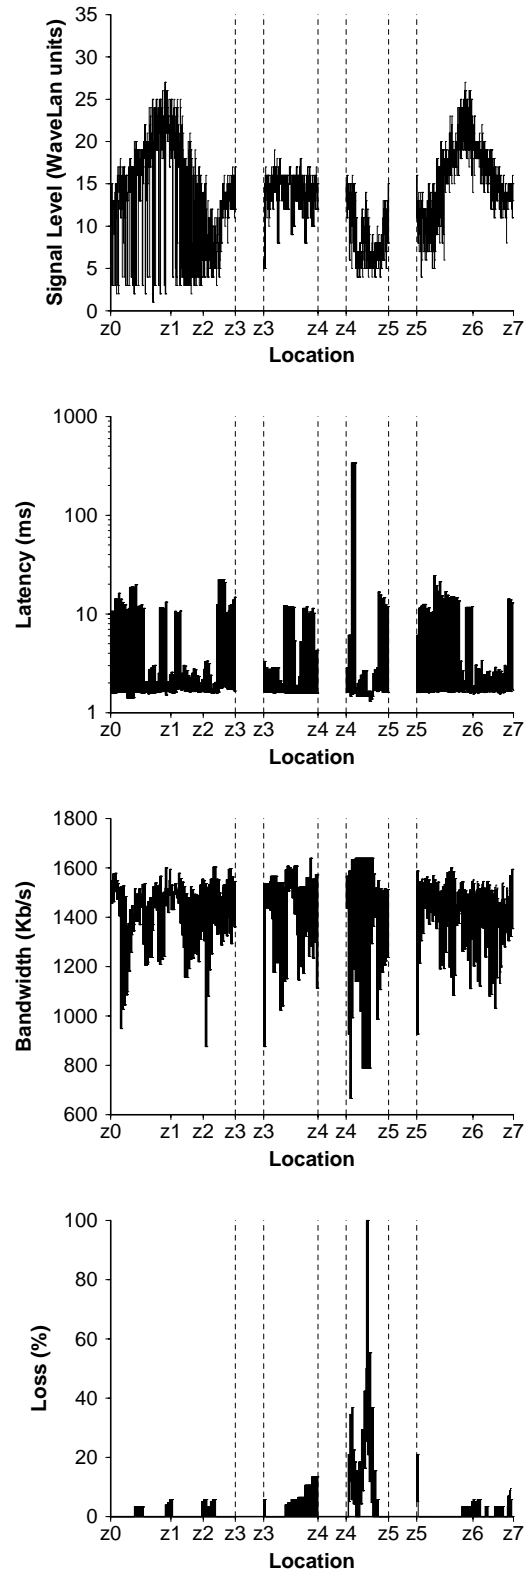 35
30
25
20
15
10
5
0
Signal Level (WaveLan units)
z0 z1 z2 z3 z3 z4 z4 z5 z5 z6 z7
Location
1000
100
10
1
Latency (ms)
z0 z1 z2 z3 z3 z4 z4 z5 z5 z6 z7
Location
1800
1600
1400
1200
1000
800
600
Bandwidth (Kb/s)
z0 z1 z2 z3 z3 z4 z4 z5 z5 z6 z7
Location
100
80
60
40
20
0
Loss (%)
z0 z1 z2 z3 z3 z4 z4 z5 z5 z6 z7
Location